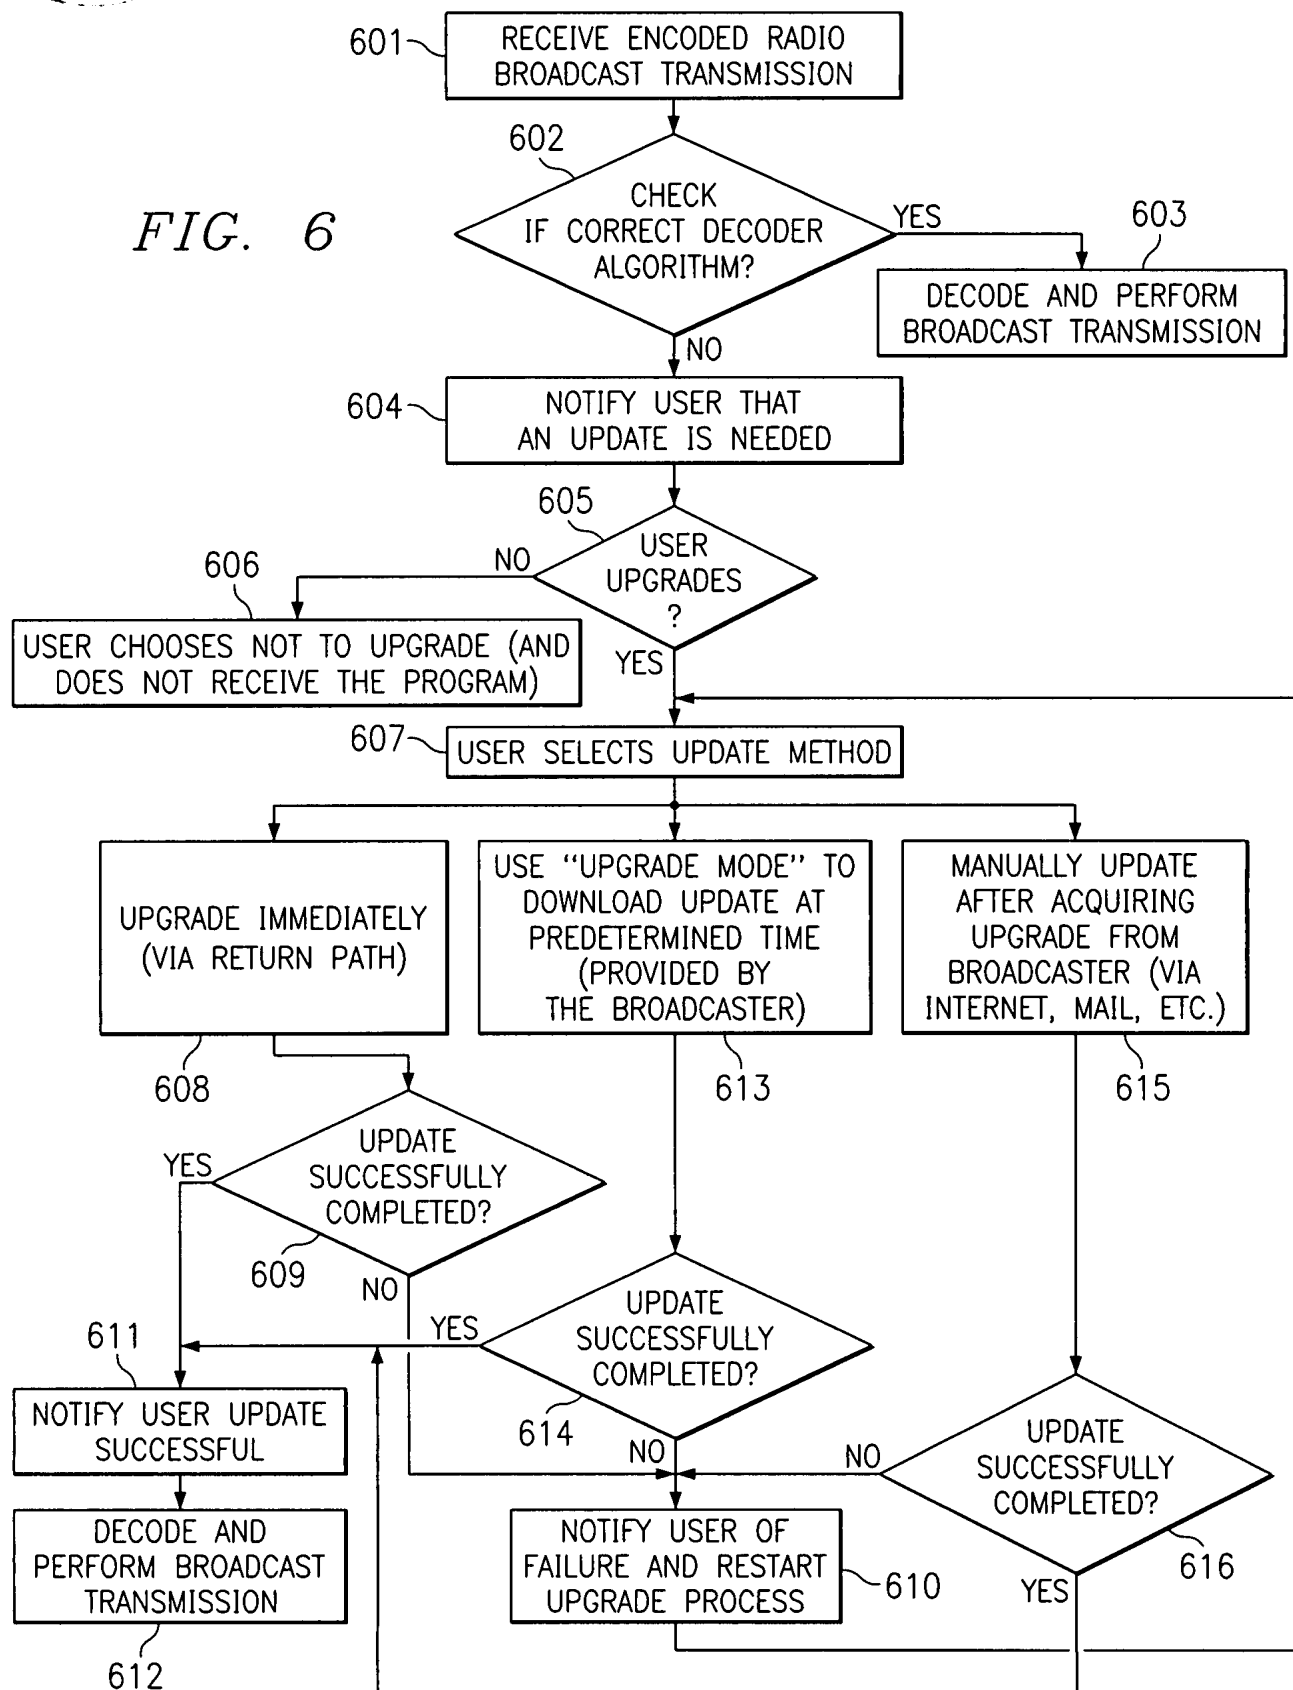 601
RECEIVE ENCODED RADIO
BROADCAST TRANSMISSION
602
FIG. 6
CHECK
IF CORRECT DECODER
ALGORITHM?
YES
603
DECODE AND PERFORM
BROADCAST TRANSMISSION
NO
604
NOTIFY USER THAT
AN UPDATE IS NEEDED
605
USER
UPGRADES
?
NO
606
USER CHOOSES NOT TO UPGRADE (AND
DOES NOT RECEIVE THE PROGRAM)
YES
607
USER SELECTS UPDATE METHOD
UPGRADE IMMEDIATELY
(VIA RETURN PATH)
608
USE “UPGRADE MODE” TO
DOWNLOAD UPDATE AT
PREDETERMINED TIME
(PROVIDED BY
THE BROADCASTER)
613
MANUALLY UPDATE
AFTER ACQUIRING
UPGRADE FROM
BROADCASTER (VIA
INTERNET, MAIL, ETC.)
615
UPDATE
SUCCESSFULLY
COMPLETED?
YES
609
NO
UPDATE
SUCCESSFULLY
COMPLETED?
YES
614
NO
611
NOTIFY USER UPDATE
SUCCESSFUL
UPDATE
SUCCESSFULLY
COMPLETED?
NO
616
YES
DECODE AND
PERFORM BROADCAST
TRANSMISSION
612
NOTIFY USER OF
FAILURE AND RESTART
UPGRADE PROCESS
610